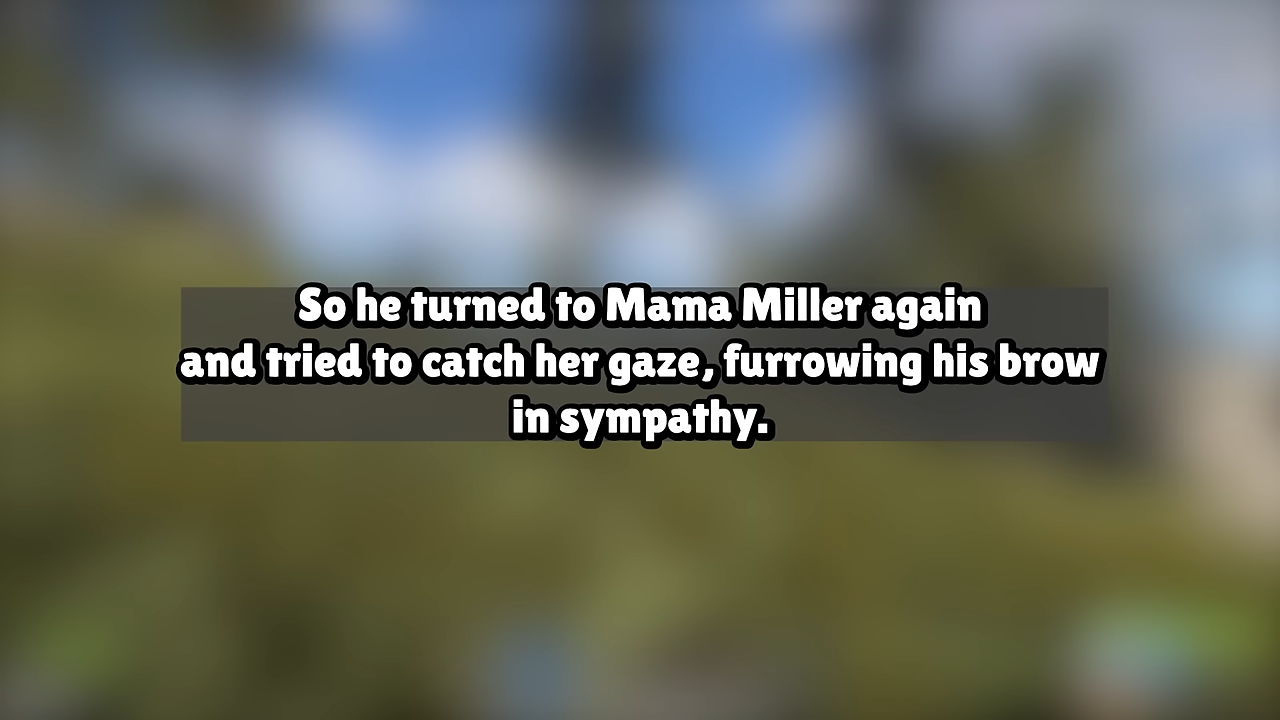 So he turned to Mama Miller again
and tried to catch her gaze, furrowing his brow
in sympathy.